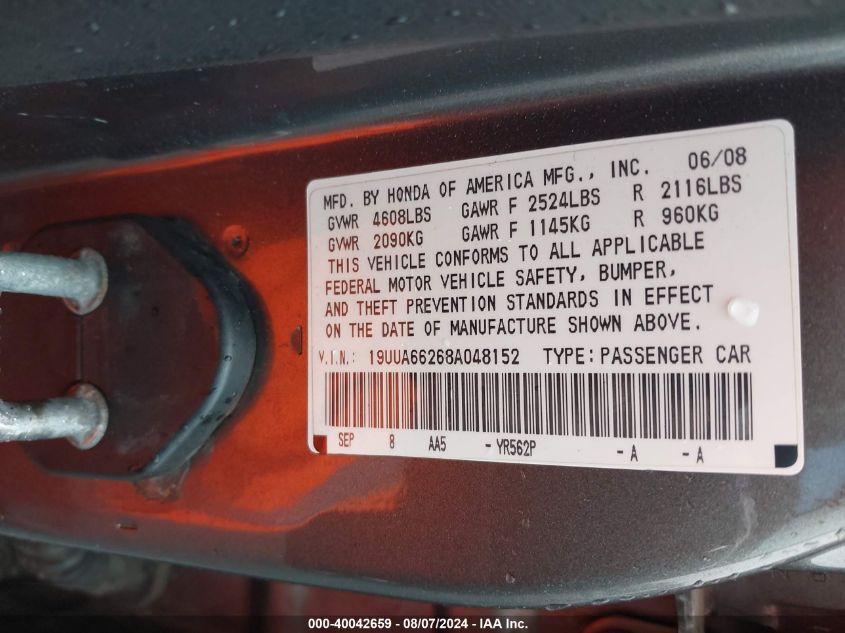 MFD. BY HONDA OF AMERICA MFG., INC. 06/08
GVWR 4608LBS GAWR F 2524LBS R 2116LBS
GVWR 2090KG GAWR F 1145KG R 960KG
THIS VEHICLE CONFORMS TO ALL APPLICABLE
FEDERAL MOTOR VEHICLE SAFETY, BUMPER,
AND THEFT PREVENTION STANDARDS IN EFFECT
ON THE DATE OF MANUFACTURE SHOWN ABOVE.
V.I.N.: 19UUA66268A048152 TYPE: PASSENGER CAR
SEP 8 AA5 -YR562P -A -A
000-40042659 - 08/07/2024 - IAA Inc.